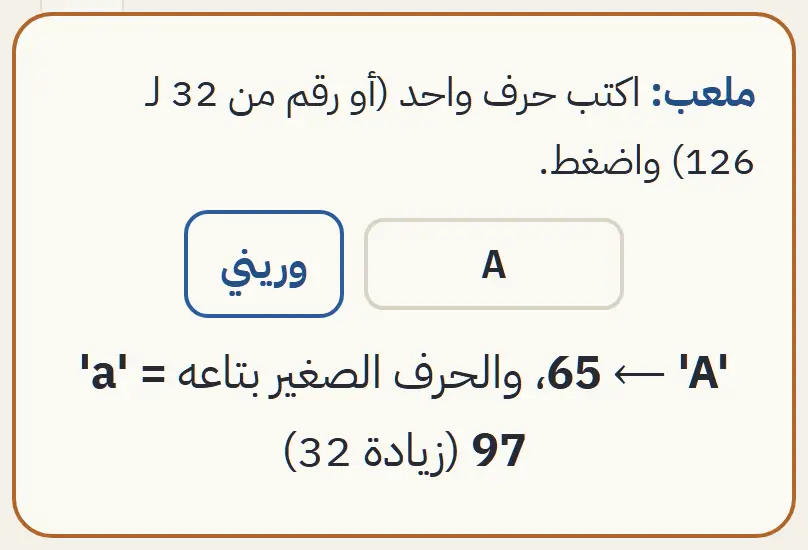 ملعب: اكتب حرف واحد (أو رقم من 32 لـ
126) واضغط.
A
وريني
'A' ⟵ 65، والحرف الصغير بتاعه = 'a'
97 (زيادة 32)